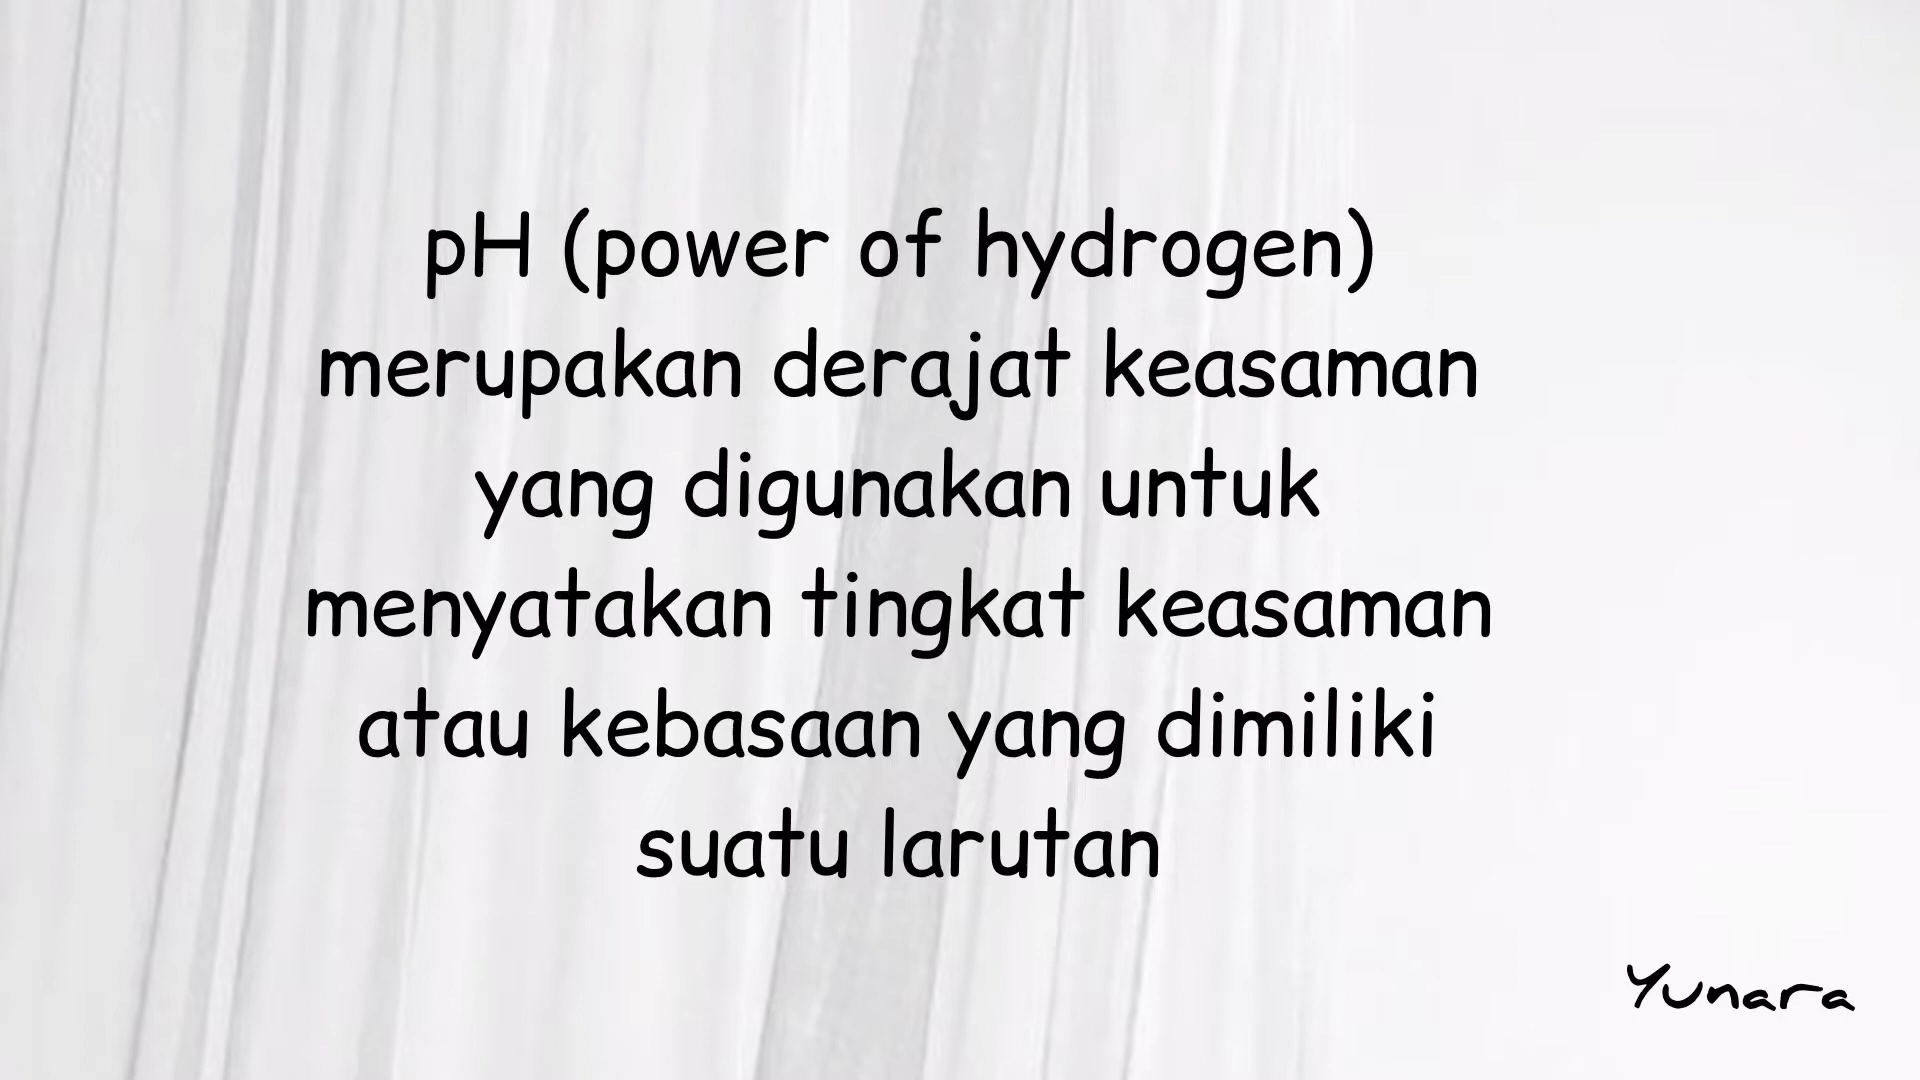 pH (power of hydrogen)
merupakan derajat keasaman
yang digunakan untuk
menyatakan tingkat keasaman
atau kebasaan yang dimiliki
suatu larutan
Yunara